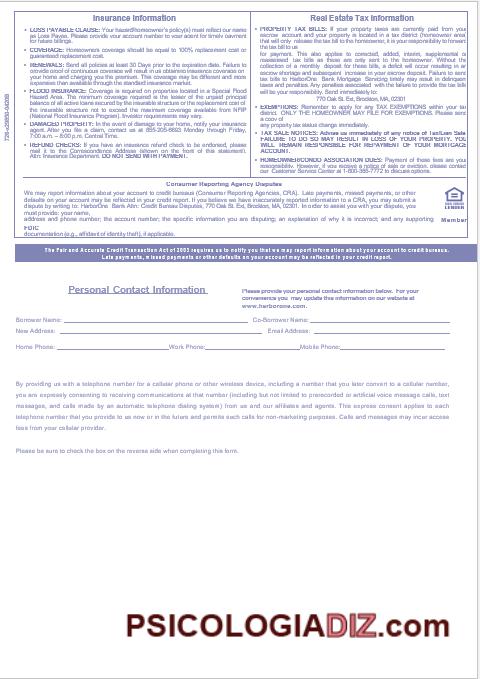 Insurance Information
• LOSS PAYABLE CLAUSE: Your hazard/homeowner's policy(s) must reflect our name
as Loss Payee. Please provide your account number to your agent for timely payment
for future billings.
• COVERAGE: Homeowners coverage should be equal to 100% replacement cost or
guaranteed replacement cost.
• RENEWALS: Send all policies at least 30 Days prior to the expiration date. Failure to
provide proof of continuous coverage will result in us obtaining insurance coverage on
your home and charging you the premium. This coverage may be different and more
expensive than available through the standard insurance market.
• FLOOD INSURANCE: Coverage is required on properties located in a Special Flood
Hazard Area. The minimum coverage required is the lesser of the unpaid principal
balance of all active loans secured by the insurable structure or the replacement cost of
the insurable structure not to exceed the maximum coverage available from NFIP
(National Flood Insurance Program). Investor requirements may vary.
• DAMAGED PROPERTY: In the event of damage to your home, notify your insurance
agent. After you file a claim, contact us at 855-205-8693; Monday through Friday,
7:00 a.m. – 8:00 p.m. Central Time.
• REFUND CHECKS: If you have an insurance refund check to be endorsed, please
mail it to the Correspondence Address (shown on the front of this statement),
Attn: Insurance Department. DO NOT SEND WITH PAYMENT.
Real Estate Tax Information
• PROPERTY TAX BILLS: If your property taxes are currently paid from your
escrow account and your property is located in a tax district (homeowner area)
that will only release the tax bill to the homeowner, it is your responsibility to forward
the tax bill to us
for payment. This also applies to corrected, added, interim, supplemental or
reassessed tax bills as those are only sent to the homeowner. Without the
collection of a monthly deposit for these bills, a deficit will occur resulting in an
escrow shortage and subsequent increase in your escrow deposit. Failure to send
tax bills to HarborOne Bank Mortgage Servicing timely may result in delinquent
taxes and penalties. Any penalties associated with the failure to provide the tax bill
will be your responsibility. Send immediately to:
770 Oak St. Ext, Brockton, MA, 02301
• EXEMPTIONS: Remember to apply for any TAX EXEMPTIONS within your tax
district. ONLY THE HOMEOWNER MAY FILE FOR EXEMPTIONS. Please send
a copy of
any property tax status change immediately.
• TAX SALE NOTICES: Advise us immediately of any notice of Tax/Lien Sale
FAILURE TO DO SO MAY RESULT IN LOSS OF YOUR PROPERTY. YOU
WILL REMAIN RESPONSIBLE FOR REPAYMENT OF YOUR MORTGAGE
ACCOUNT.
• HOMEOWNER/CONDO ASSOCIATION DUES: Payment of those fees are your
responsibility. However, if you receive a notice of sale or eviction, please contact
our Customer Service Center at 1-800-385-7772 to discuss options.
Consumer Reporting Agency Disputes
We may report information about your account to credit bureaus (Consumer Reporting Agencies, CRA). Late payments, missed payments, or other
defaults on your account may be reflected in your credit report. If you believe we have inaccurately reported information to a CRA, you may submit a
dispute by writing to: HarborOne Bank Attn: Credit Bureau Disputes, 770 Oak St. Ext, Brockton, MA, 02301. In order to assist you with your dispute, you
must provide: your name,
address and phone number; the account number; the specific information you are disputing; an explanation of why it is incorrect; and any supporting
FDIC
documentation (e.g., affidavit of identity theft), if applicable.
LENDER
Member
The Fair and Accurate Credit Transaction Act of 2003 requires us to notify you that we may report information about your account to credit bureaus.
Late payments, missed payments or other defaults on your account may be reflected in your credit report.
Personal Contact Information
Please provide your personal contact information below. For your
convenience you may update this information on our website at
www.harborone.com
Borrower Name: Co-Borrower Name:
New Address: Email Address:
Home Phone: Work Phone: Mobile Phone:
By providing us with a telephone number for a cellular phone or other wireless device, including a number that you later convert to a cellular number,
you are expressly consenting to receiving communications at that number (including but not limited to prerecorded or artificial voice message calls, text
messages, and calls made by an automatic telephone dialing system) from us and our affiliates and agents. This express consent applies to each
telephone number that you provide to us now or in the future and permits such calls for non-marketing purposes. Calls and messages may incur access
fees from your cellular provider.
Please be sure to check the box on the reverse side when completing this form.
PSICOLOGIADIZ.com